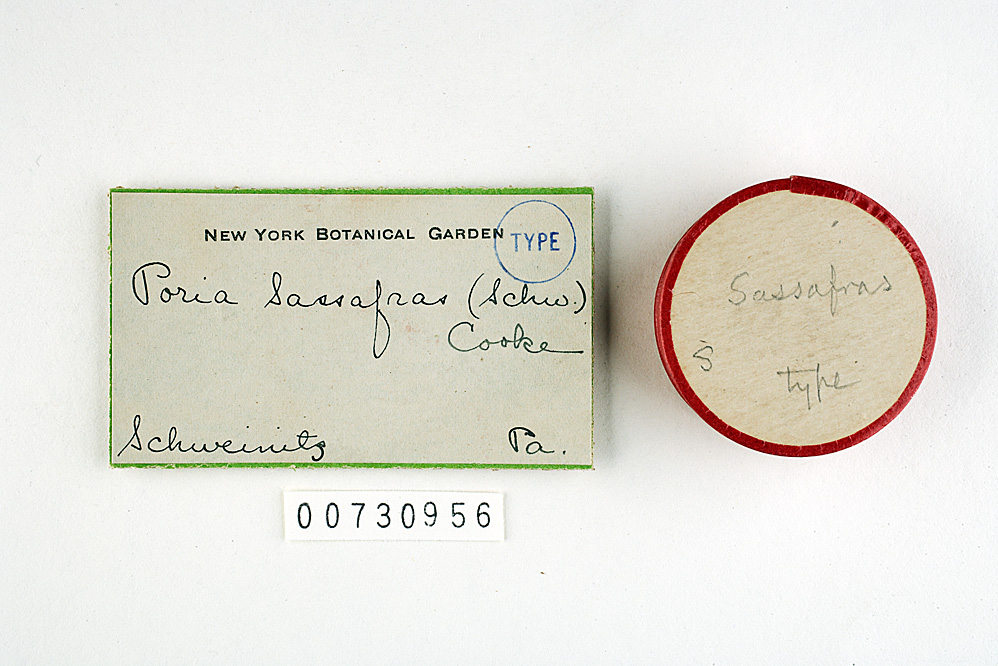 NEW YORK BOTANICAL GARDEN
TYPE
Poria Sassafras (Schw.)
Cooke
Schweinitz
Pa.
00730956
Sassafras
S
type